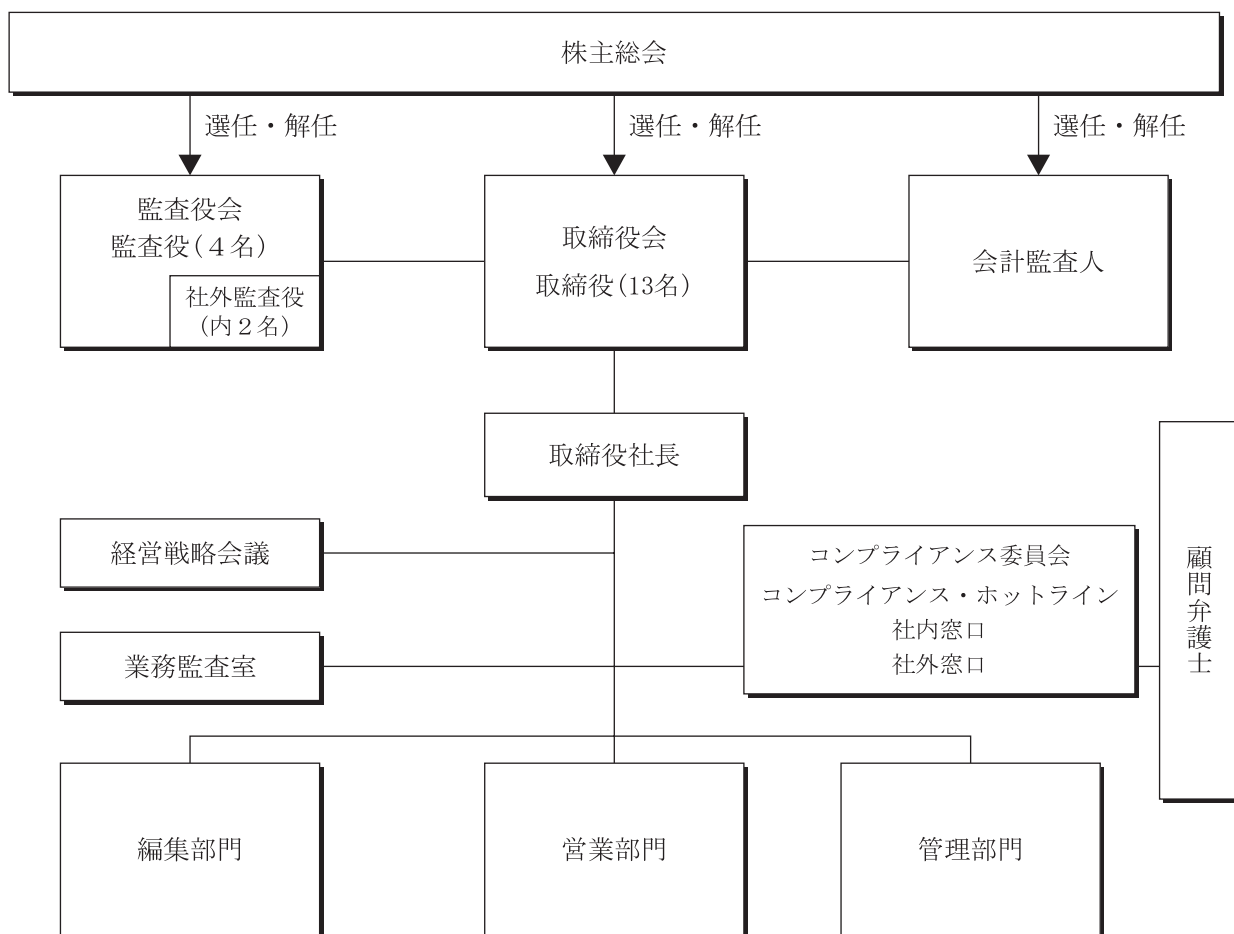 株主総会
選任・解任
選任・解任
選任・解任
監査役会
監査役(４名)
社外監査役
(内２名)
取締役会
取締役(13名)
会計監査人
取締役社長
経営戦略会議
コンプライアンス委員会
コンプライアンス・ホットライン
社内窓口
社外窓口
顧問弁護士
業務監査室
編集部門
営業部門
管理部門